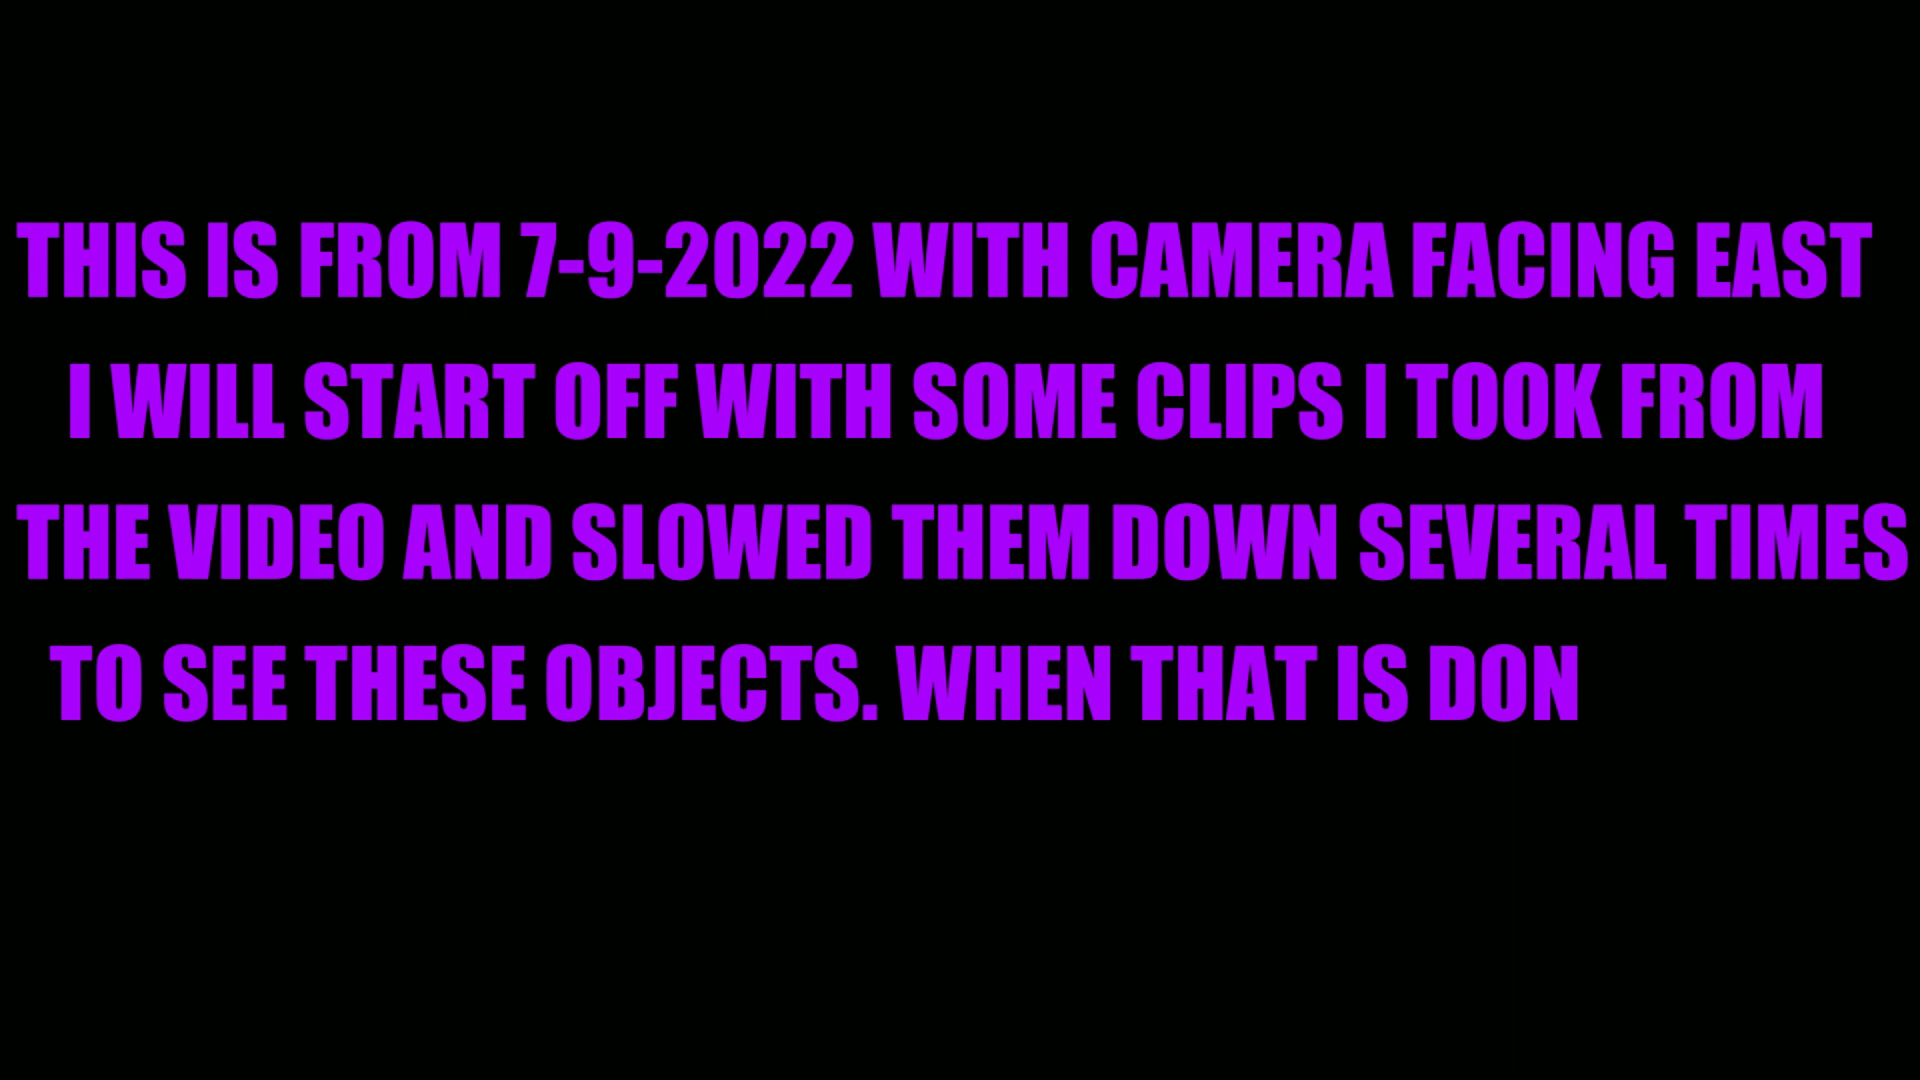 THIS IS FROM 7-9-2022 WITH CAMERA FACING EAST
I WILL START OFF WITH SOME CLIPS I TOOK FROM
THE VIDEO AND SLOWED THEM DOWN SEVERAL TIMES
TO SEE THESE OBJECTS. WHEN THAT IS DON